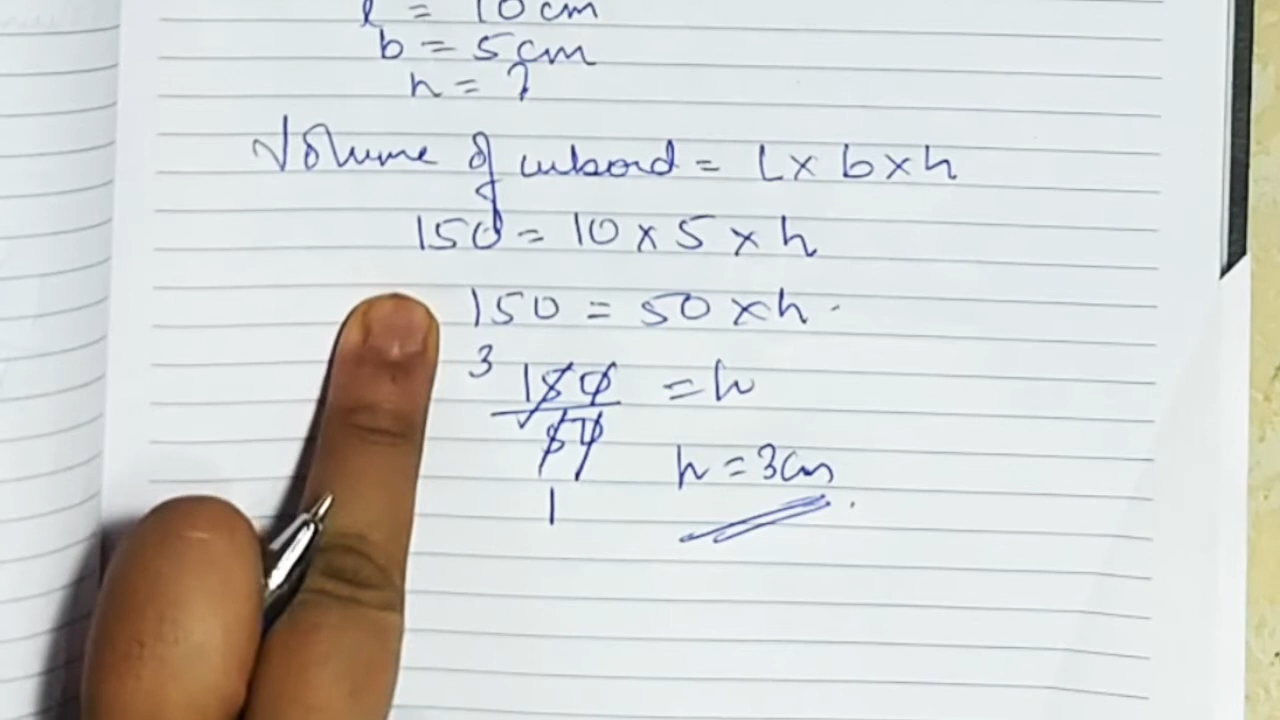 l = 10 cm
b = 5 cm
h = ?
Volume of cuboid = l × b × h
150 = 10 × 5 × h
150 = 50 × h
3
150 = h
50
h = 3cm
1